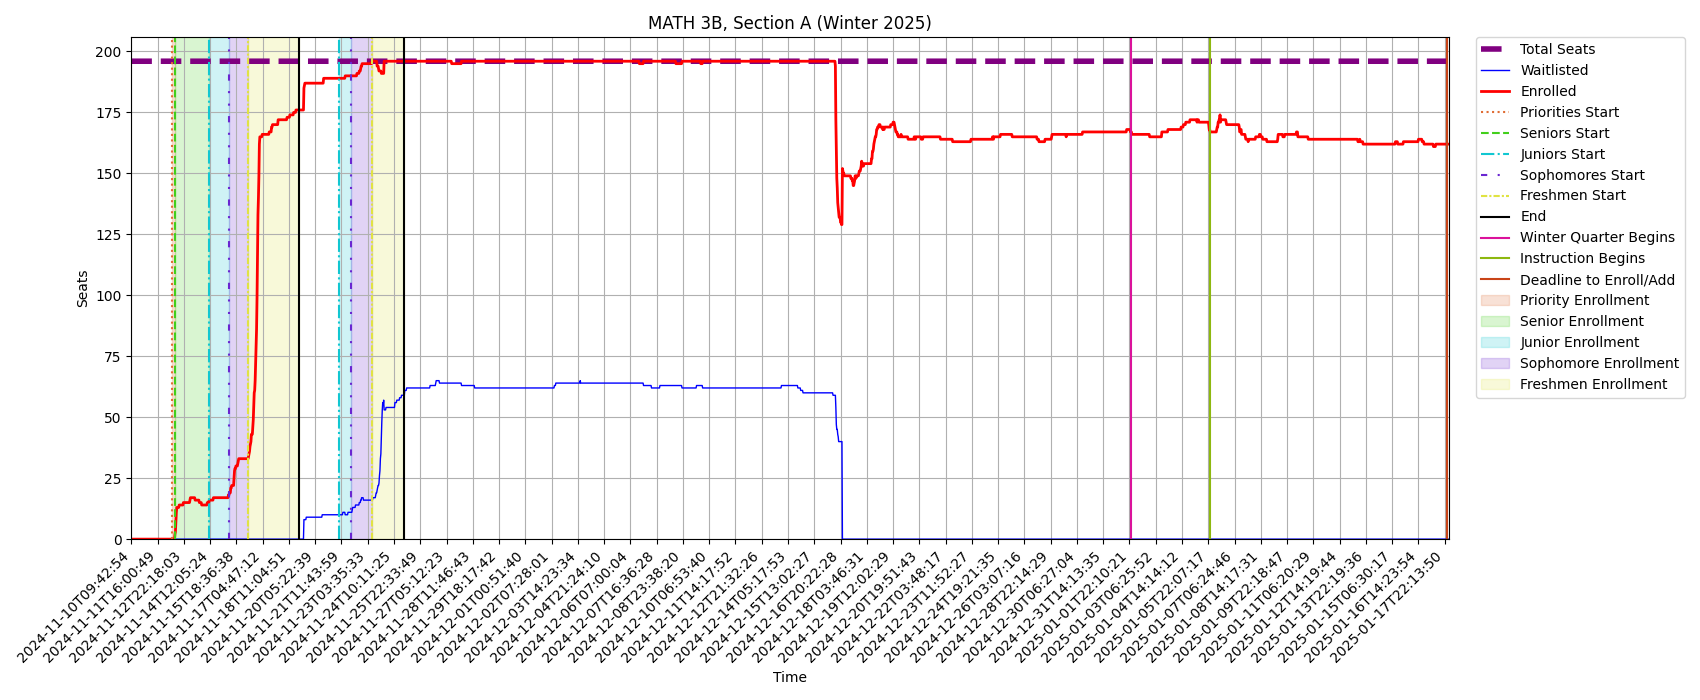 MATH 3B, Section A (Winter 2025)
Seats
200
175
150
125
100
75
50
25
0
2024-11-10T09:42:54
2024-11-11T16:00:49
2024-11-12T22:18:03
2024-11-14T12:05:24
2024-11-15T18:36:38
2024-11-17T04:47:12
2024-11-18T11:04:51
2024-11-20T05:22:39
2024-11-21T11:43:59
2024-11-23T03:35:33
2024-11-24T10:11:25
2024-11-25T22:33:49
2024-11-27T05:12:23
2024-11-28T11:46:43
2024-11-29T18:17:42
2024-12-01T00:51:40
2024-12-02T07:28:01
2024-12-03T14:23:34
2024-12-04T21:24:10
2024-12-06T07:00:04
2024-12-07T16:36:28
2024-12-08T23:38:20
2024-12-10T06:53:40
2024-12-11T14:17:52
2024-12-12T21:32:26
2024-12-14T05:17:53
2024-12-15T13:02:27
2024-12-16T20:22:28
2024-12-18T03:46:31
2024-12-19T12:02:29
2024-12-20T19:51:43
2024-12-22T03:48:17
2024-12-23T11:52:27
2024-12-24T19:21:35
2024-12-26T03:07:16
2024-12-28T22:14:29
2024-12-30T06:27:04
2024-12-31T14:13:35
2025-01-01T22:10:21
2025-01-03T06:25:52
2025-01-04T14:14:12
2025-01-05T22:07:17
2025-01-07T06:24:46
2025-01-08T14:17:31
2025-01-09T22:18:47
2025-01-11T06:20:29
2025-01-12T14:19:44
2025-01-13T22:19:36
2025-01-15T06:30:17
2025-01-16T14:23:54
2025-01-17T22:13:50
Time
Total Seats
Waitlisted
Enrolled
Priorities Start
Seniors Start
Juniors Start
Sophomores Start
Freshmen Start
End
Winter Quarter Begins
Instruction Begins
Deadline to Enroll/Add
Priority Enrollment
Senior Enrollment
Junior Enrollment
Sophomore Enrollment
Freshmen Enrollment